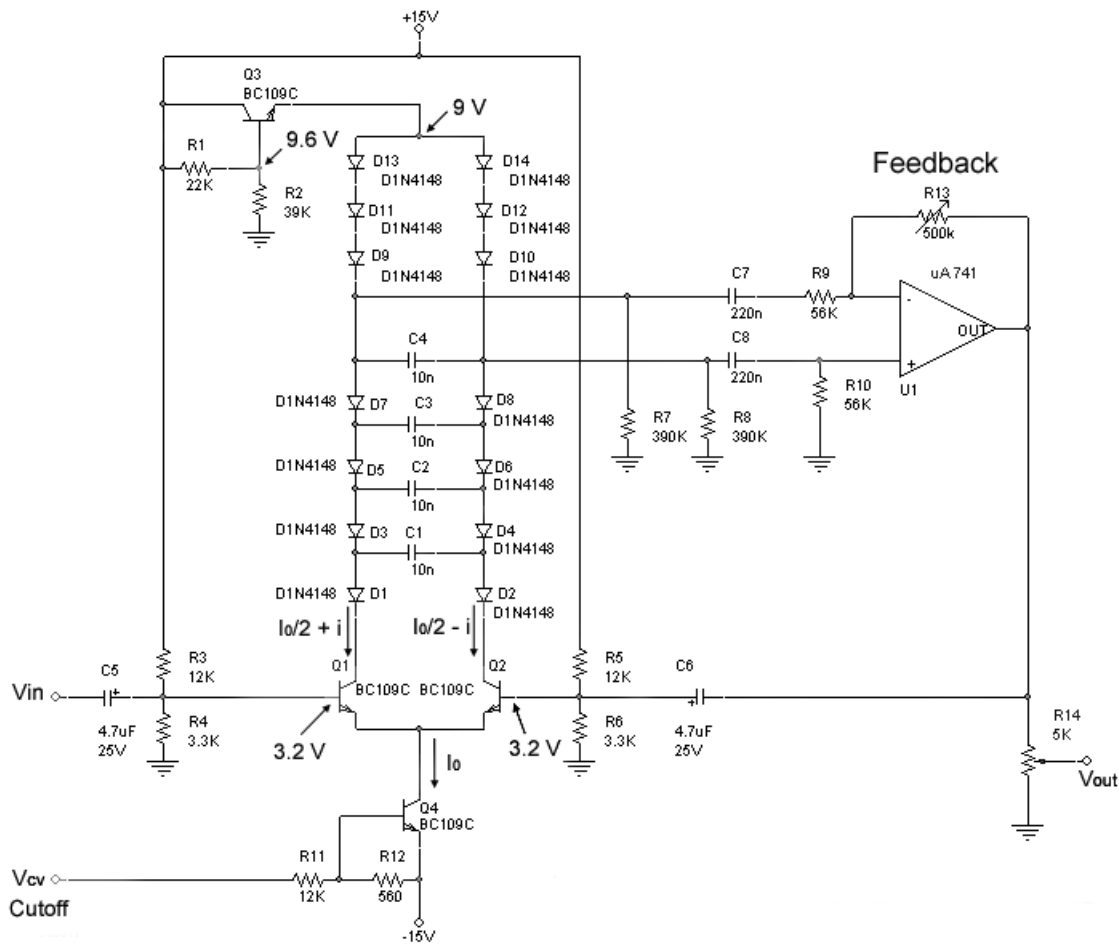 +15V
Q3
BC109C
9 V
9.6 V
R1
22K
R2
39K
D13
D1N4148
D14
D1N4148
D11
D1N4148
D12
D1N4148
D9
D1N4148
D10
D1N4148
Feedback
R13
500k
C7
220n
R9
56K
uA741
-
+
OUT
U1
C8
220n
R10
56K
R7
390K
R8
390K
C4
10n
D1N4148
D7
C3
10n
D8
D1N4148
D1N4148
D5
C2
10n
D6
D1N4148
D1N4148
D3
C1
10n
D4
D1N4148
D1N4148
D1
D2
D1N4148
I0/2 + i
I0/2 - i
Q1
BC109C
Q2
BC109C
R3
12K
R5
12K
Vin
C5
+
4.7uF
25V
R4
3.3K
3.2 V
3.2 V
R6
3.3K
C6
+
4.7uF
25V
R14
5K
Vout
I0
Q4
BC109C
R11
12K
R12
560
Vcv
Cutoff
-15V